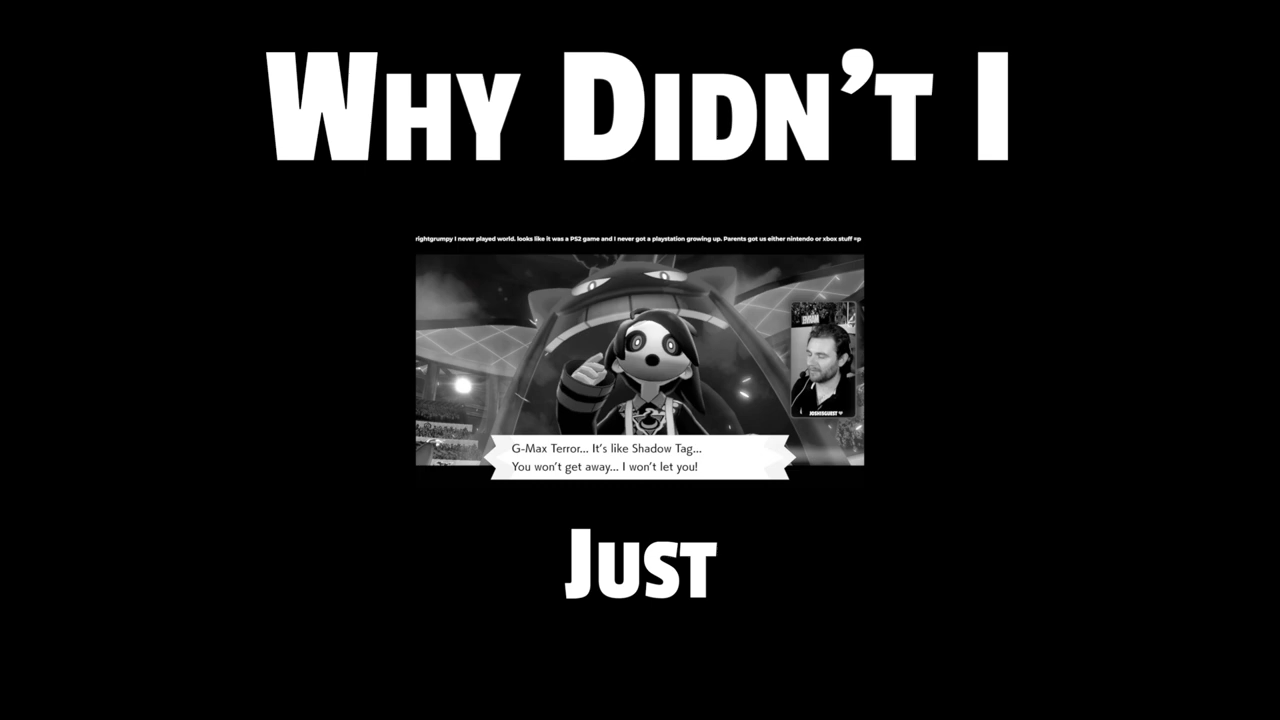 WHY DIDN'T I
rightgrumpy I never played world. looks like it was a PS2 game and I never got a playstation growing up. Parents got us either nintendo or xbox stuff =p
G-Max Terror... It's like Shadow Tag...
You won't get away... I won't let you!
JUST